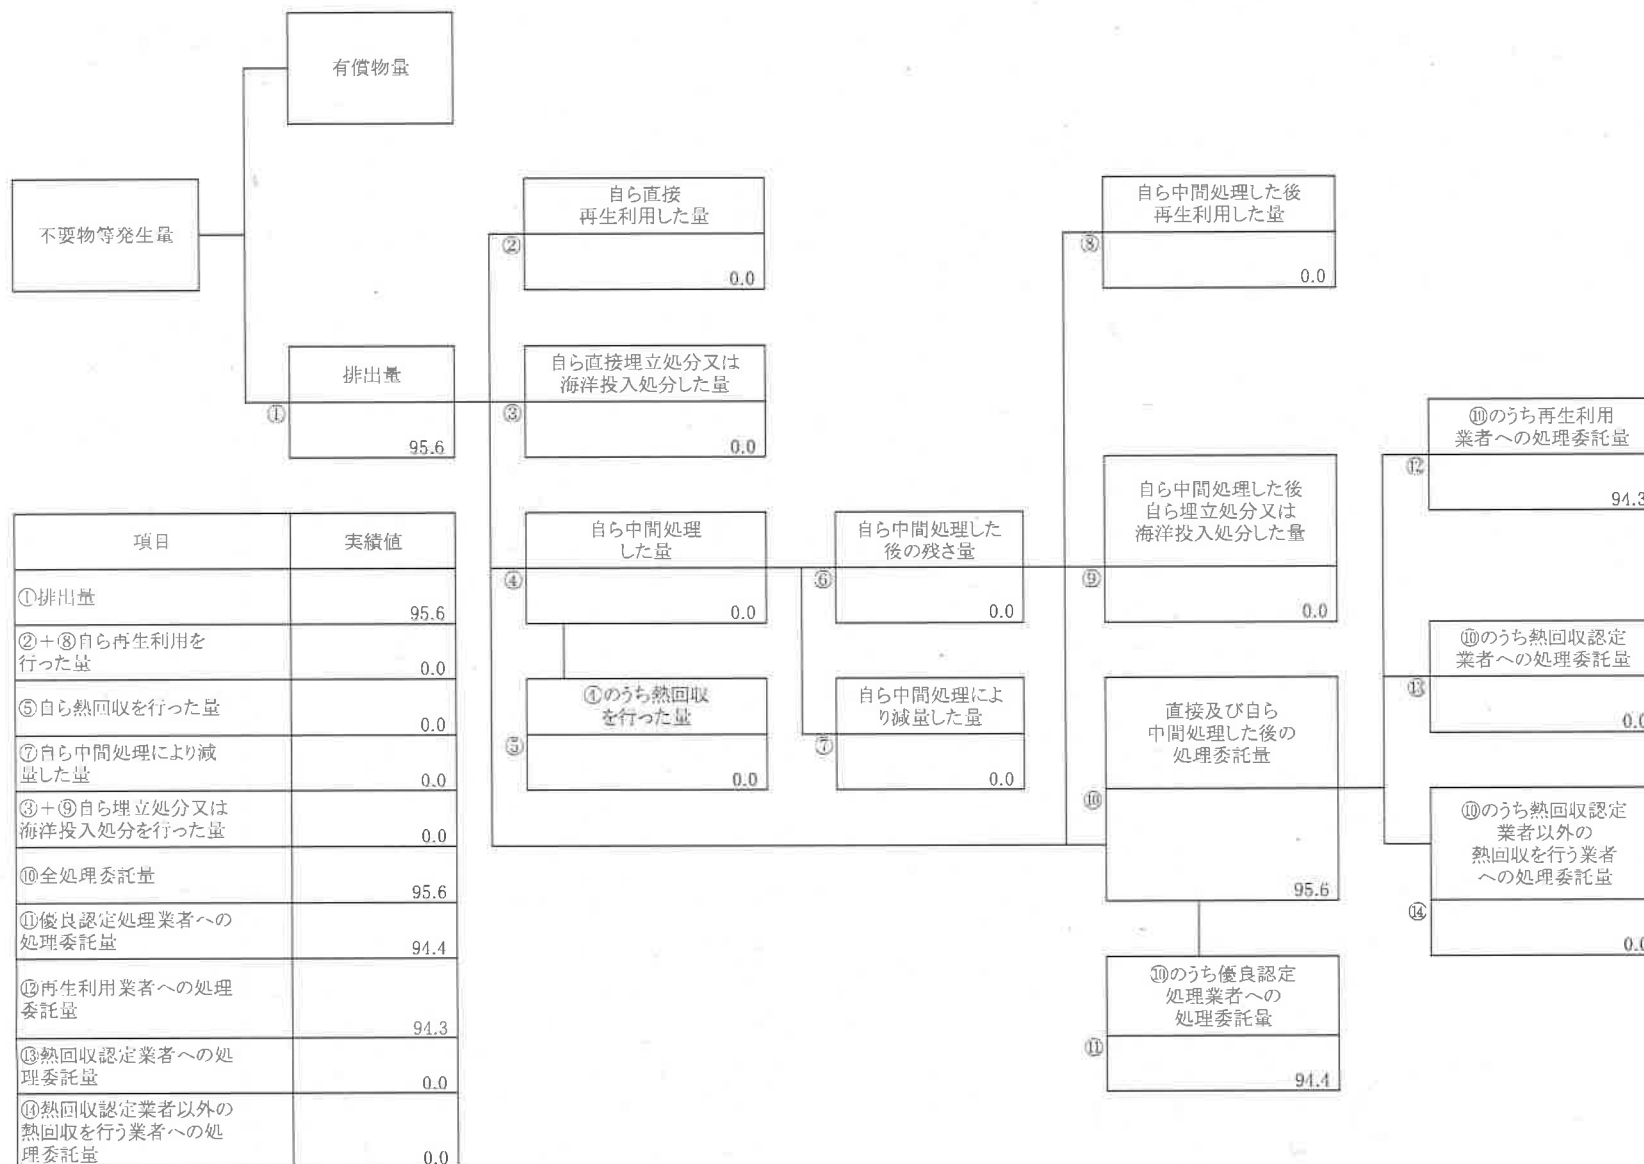 有償物量
不要物等発生量
自ら直接
再生利用した量
②
0.0
自ら中間処理した後
再生利用した量
⑧
0.0
排出量
①
95.6
自ら直接埋立処分又は
海洋投入処分した量
③
0.0
⑩のうち再生利用
業者への処理委託量
⑫
94.3
自ら中間処理
した量
④
0.0
自ら中間処理した
後の残さ量
⑥
0.0
自ら中間処理した後
自ら埋立処分又は
海洋投入処分した量
⑨
0.0
⑩のうち熱回収認定
業者への処理委託量
⑬
0.0
④のうち熱回収
を行った量
⑤
0.0
自ら中間処理によ
り減量した量
⑦
0.0
直接及び自ら
中間処理した後の
処理委託量
⑩
95.6
⑩のうち熱回収認定
業者以外の
熱回収を行う業者
への処理委託量
⑭
0.0
⑩のうち優良認定
処理業者への
処理委託量
⑪
94.4
項目
実績値
①排出量
95.6
②+⑧自ら再生利用を
行った量
0.0
⑤自ら熱回収を行った量
0.0
⑦自ら中間処理により減
量した量
0.0
③+⑨自ら埋立処分又は
海洋投入処分を行った量
0.0
⑩全処理委託量
95.6
⑪優良認定処理業者への
処理委託量
94.4
⑫再生利用業者への処理
委託量
94.3
⑬熱回収認定業者への処
理委託量
0.0
⑭熱回収認定業者以外の
熱回収を行う業者への処
理委託量
0.0